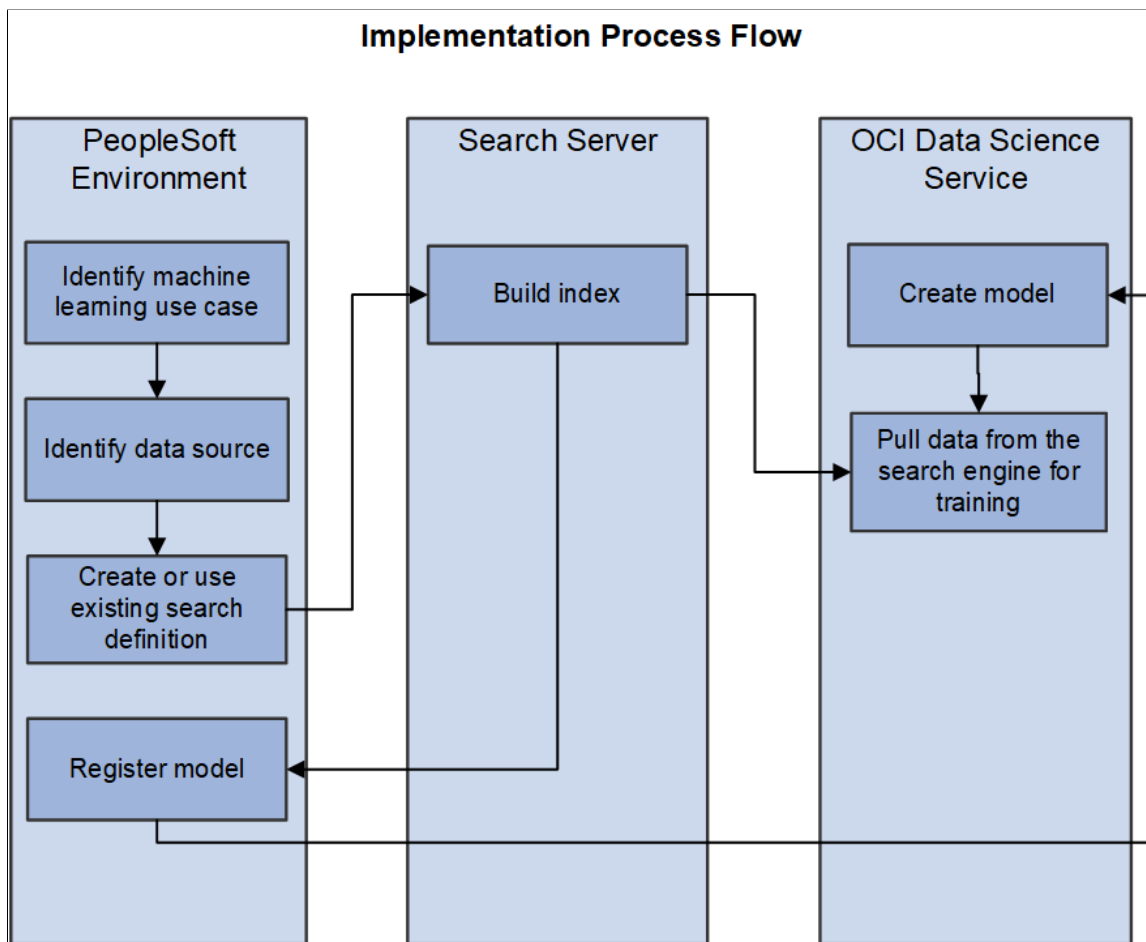 Implementation Process Flow
PeopleSoft
Environment
Identify machine
learning use case
Identify data source
Create or use
existing search
definition
Register model
Search Server
Build index
OCI Data Science
Service
Create model
Pull data from the
search engine for
training